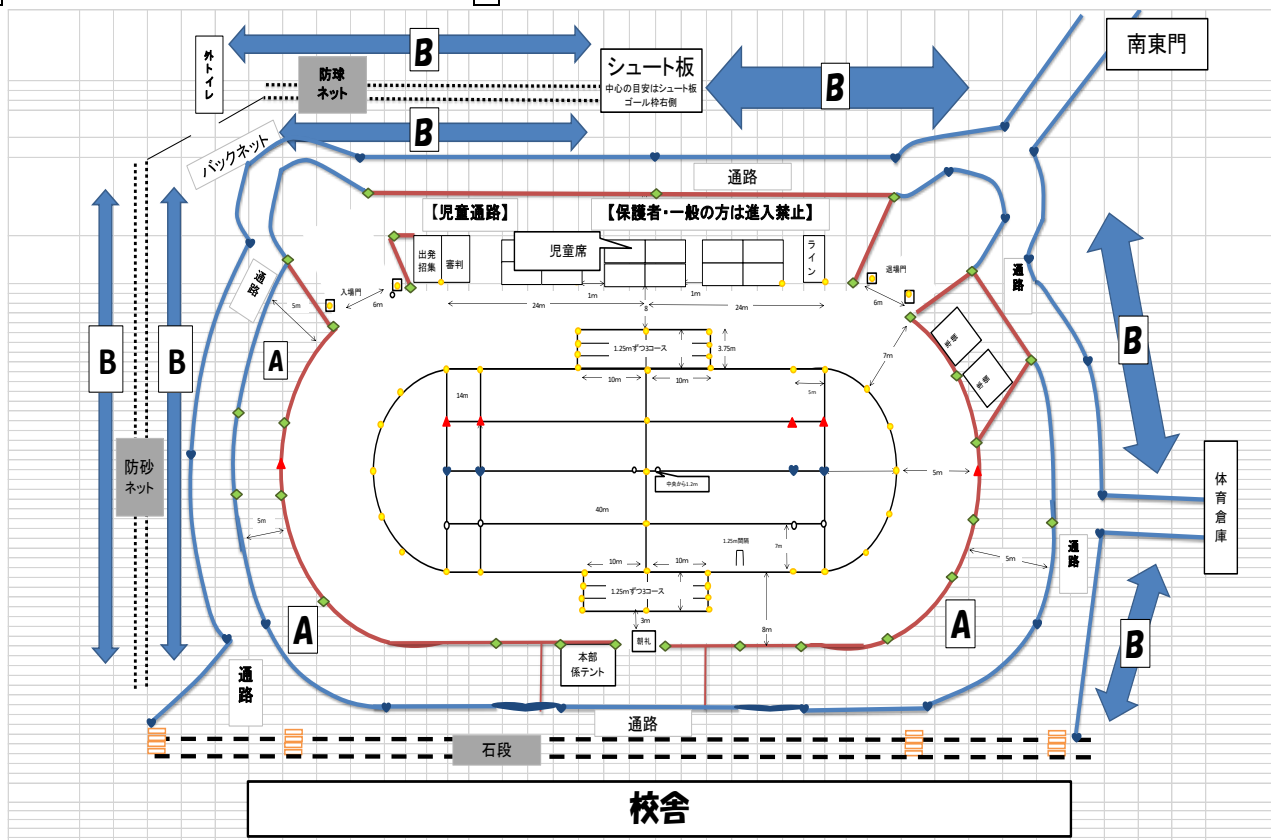 外トイレ
B
防球
ネット
シュート板
中心の目安はシュート板
ゴール枠右側
B
南東門
B
バックネット
通路
【児童通路】
【保護者・一般の方は進入禁止】
出発
招集
審判
児童席
ライン
通路
入場門
5m
6m
1m
1m
24m
24m
8
退場門
6m
通路
B
B
B
A
1.25mずつ3コース
3.75m
10m
10m
5m
7m
14m
防砂
ネット
中央から1.2m
5m
体育倉庫
40m
5m
1.25m間隔
7m
10m
10m
5m
通路
1.25mずつ3コース
3m
8m
A
A
B
朝礼
本部
係テント
通路
通路
石段
校舎